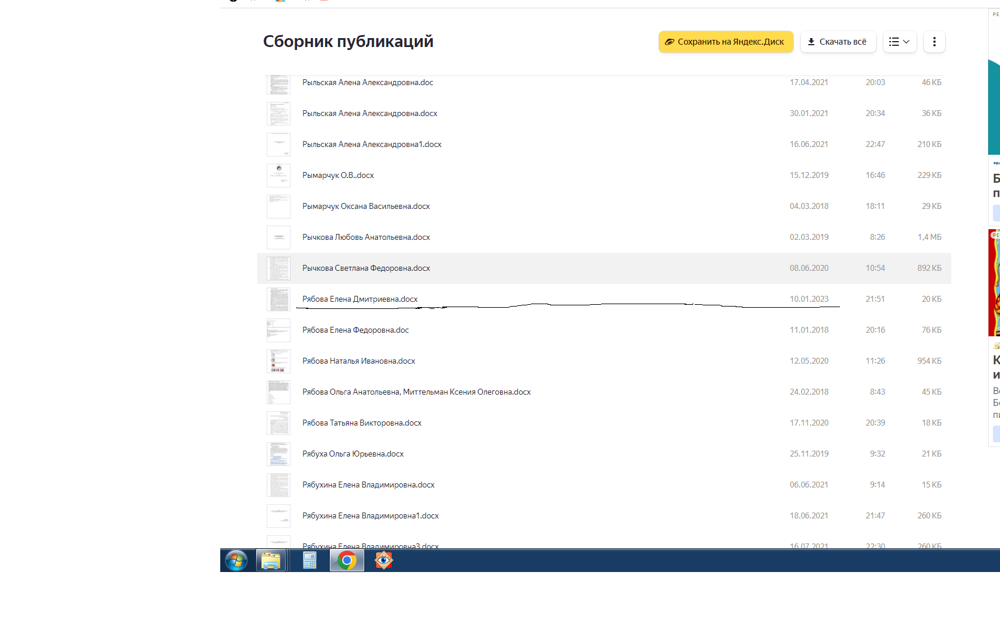 РЕ
Сборник публикаций
Сохранить на Яндекс.Диск
Скачать всё
Рыльская Алена Александровна.doc 17.04.2021 20:03 46 КБ
Рыльская Алена Александровна.docx 30.01.2021 20:34 36 КБ
Рыльская Алена Александровна1.docx 16.06.2021 22:47 210 КБ
Рымарчук О.В..docx 15.12.2019 16:46 229 КБ
Рымарчук Оксана Васильевна.docx 04.03.2018 18:11 29 КБ
Рычкова Любовь Анатольевна.docx 02.03.2019 8:26 1,4 МБ
Рычкова Светлана Федоровна.docx 08.06.2020 10:54 892 КБ
Рябова Елена Дмитриевна.docx 10.01.2023 21:51 20 КБ
Рябова Елена Федоровна.doc 11.01.2018 20:16 76 КБ
Рябова Наталья Ивановна.docx 12.05.2020 11:26 954 КБ
Рябова Ольга Анатольевна, Миттельман Ксения Олеговна.docx 24.02.2018 8:43 45 КБ
Рябова Татьяна Викторовна.docx 17.11.2020 20:39 18 КБ
Рябуха Ольга Юрьевна.docx 25.11.2019 9:32 21 КБ
Рябухина Елена Владимировна.docx 06.06.2021 9:14 15 КБ
Рябухина Елена Владимировна1.docx 18.06.2021 21:47 260 КБ
Рябухина Елена Владимировна3.docx 16.07.2021 22:30 260 КБ
Б
п
РЕ
К
и
В
Б